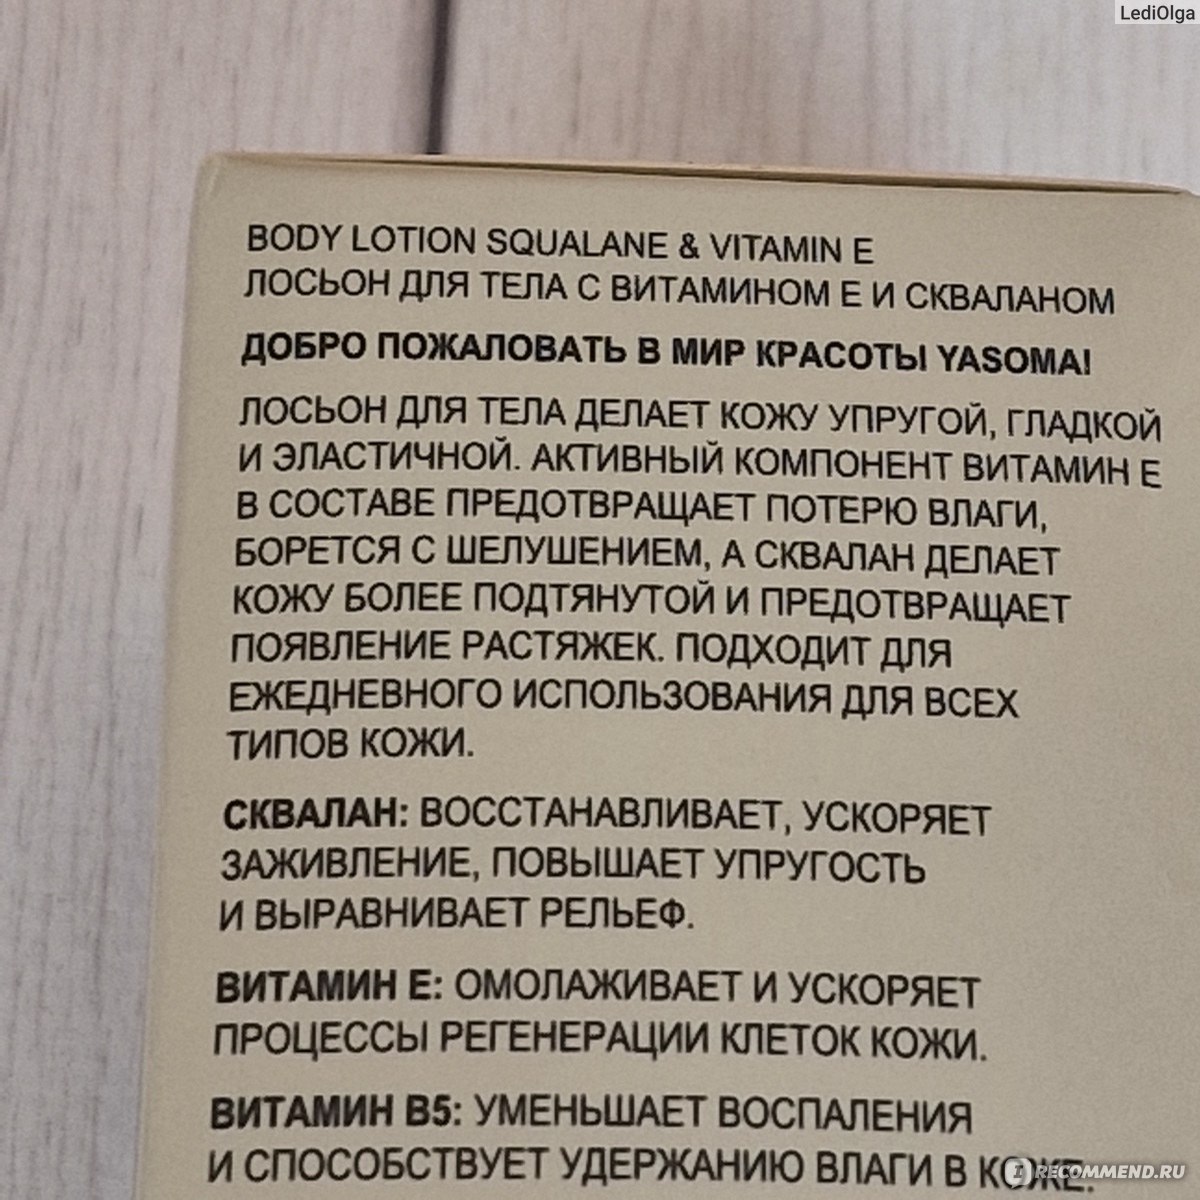 LediOlga
BODY LOTION SQUALANE & VITAMIN E
ЛОСЬОН ДЛЯ ТЕЛА С ВИТАМИНОМ Е И СКВАЛАНОМ
ДОБРО ПОЖАЛОВАТЬ В МИР КРАСОТЫ YASOMA!
ЛОСЬОН ДЛЯ ТЕЛА ДЕЛАЕТ КОЖУ УПРУГОЙ, ГЛАДКОЙ
И ЭЛАСТИЧНОЙ. АКТИВНЫЙ КОМПОНЕНТ ВИТАМИН Е
В СОСТАВЕ ПРЕДОТВРАЩАЕТ ПОТЕРЮ ВЛАГИ,
БОРЕТСЯ С ШЕЛУШЕНИЕМ, А СКВАЛАН ДЕЛАЕТ
КОЖУ БОЛЕЕ ПОДТЯНУТОЙ И ПРЕДОТВРАЩАЕТ
ПОЯВЛЕНИЕ РАСТЯЖЕК. ПОДХОДИТ ДЛЯ
ЕЖЕДНЕВНОГО ИСПОЛЬЗОВАНИЯ ДЛЯ ВСЕХ
ТИПОВ КОЖИ.
СКВАЛАН: ВОССТАНАВЛИВАЕТ, УСКОРЯЕТ
ЗАЖИВЛЕНИЕ, ПОВЫШАЕТ УПРУГОСТЬ
И ВЫРАВНИВАЕТ РЕЛЬЕФ.
ВИТАМИН Е: ОМОЛАЖИВАЕТ И УСКОРЯЕТ
ПРОЦЕССЫ РЕГЕНЕРАЦИИ КЛЕТОК КОЖИ.
ВИТАМИН В5: УМЕНЬШАЕТ ВОСПАЛЕНИЯ
И СПОСОБСТВУЕТ УДЕРЖАНИЮ ВЛАГИ В КОЖЕ.
IRECOMMEND.RU